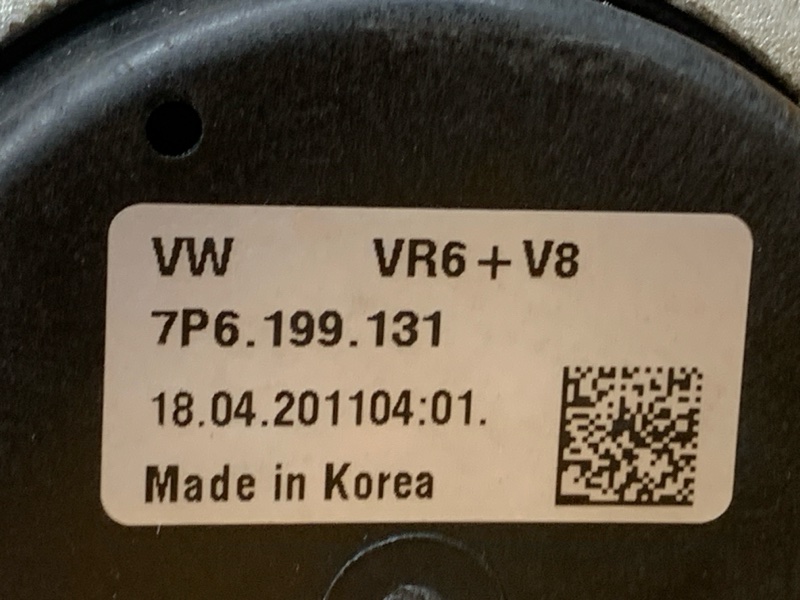 VW VR6+V8
7P6.199.131
18.04.201104:01.
Made in Korea